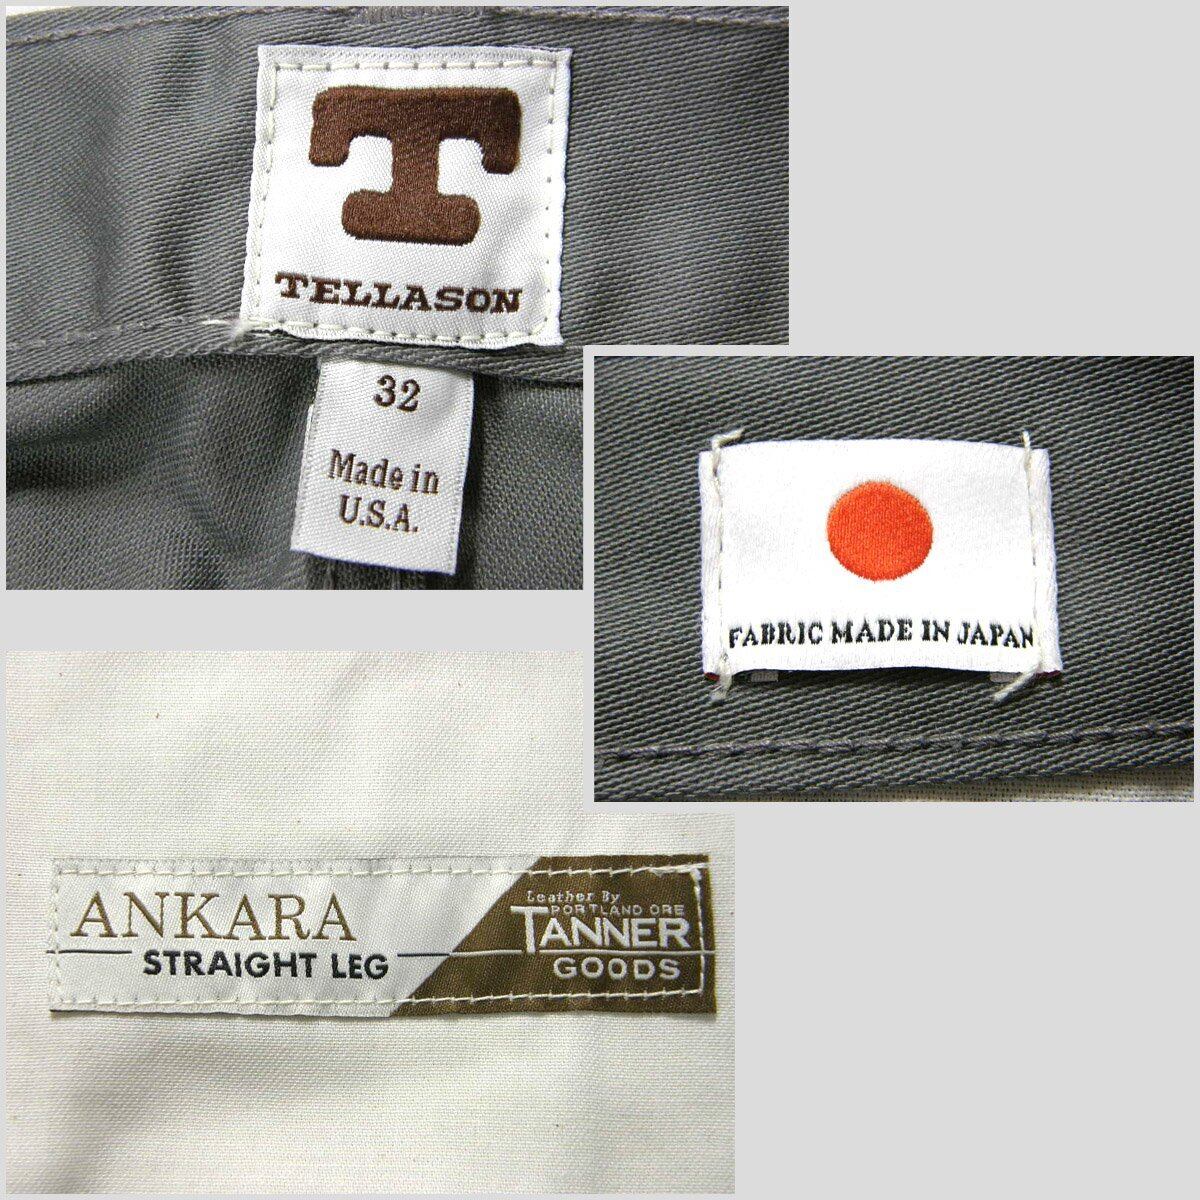 T
TELLASON
32
Made in
U.S.A.
FABRIC MADE IN JAPAN
ANKARA
STRAIGHT LEG
Leather By
PORTLAND ORE
TANNER
GOODS